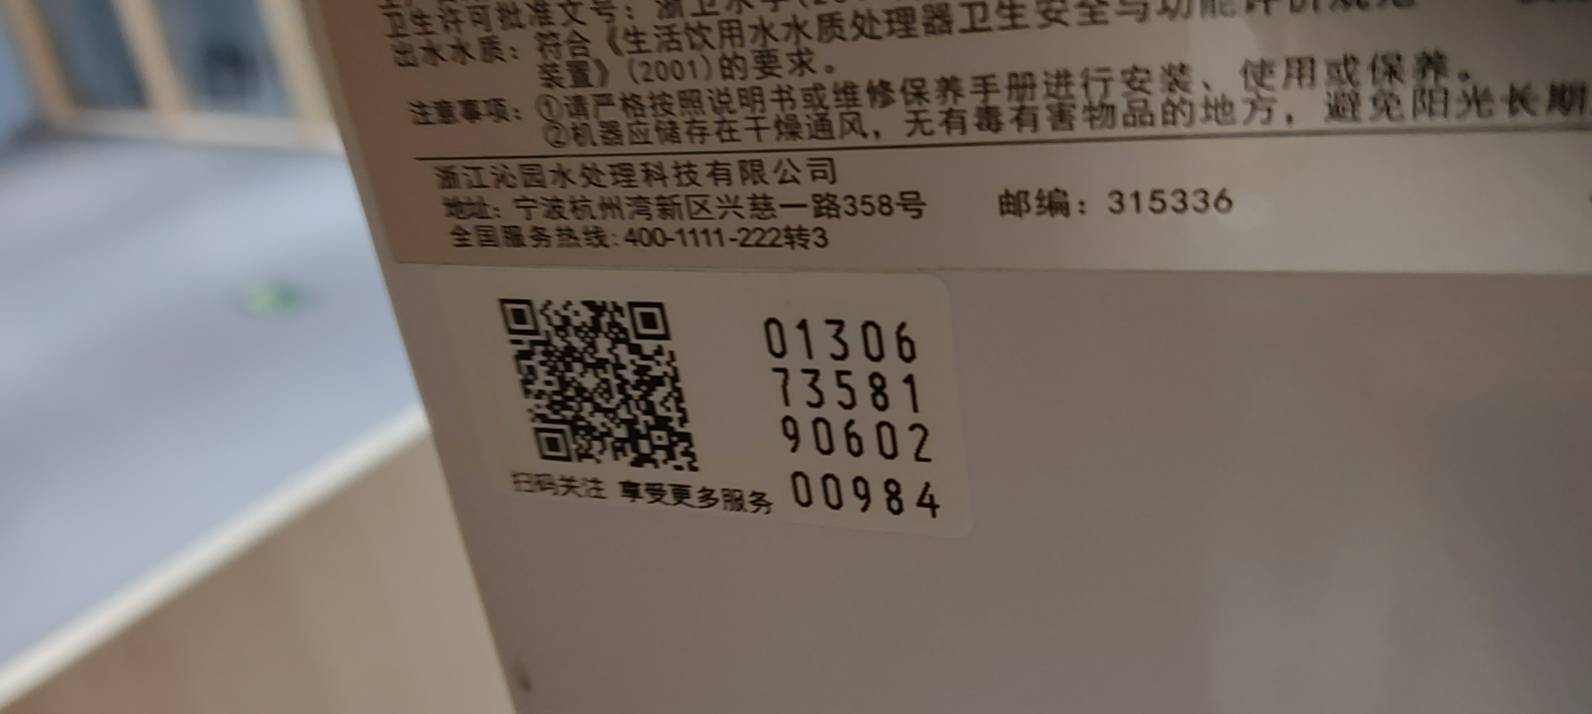 卫生许可批准文号：浙卫水字(20
出水水质：符合《生活饮用水水质处理器卫生安全与功能评价规范
装置》(2001)的要求。
注意事项：①请严格按照说明书或维修保养手册进行安装、使用或保养。
②机器应储存在干燥通风，无有毒有害物品的地方，避免阳光长期
浙江沁园水处理科技有限公司
地址：宁波杭州湾新区兴慈一路358号 邮编：315336
全国服务热线：400-1111-222转3
01306
73581
90602
00984
扫码关注 享受更多服务